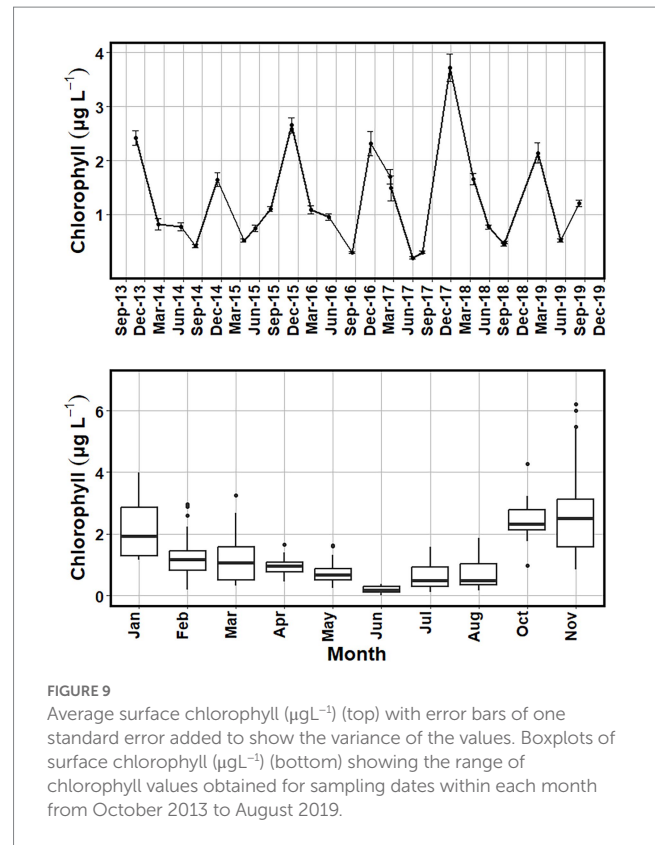 Chlorophyll (µg L⁻¹)
4
3
2
1
Sep-13
Dec-13
Mar-14
Jun-14
Sep-14
Dec-14
Mar-15
Jun-15
Sep-15
Dec-15
Mar-16
Jun-16
Sep-16
Dec-16
Mar-17
Jun-17
Sep-17
Dec-17
Mar-18
Jun-18
Sep-18
Dec-18
Mar-19
Jun-19
Sep-19
Dec-19
Chlorophyll (µg L⁻¹)
6
4
2
0
Jan
Feb
Mar
Apr
May
Jun
Jul
Aug
Oct
Nov
Month
FIGURE 9
Average surface chlorophyll (µgL⁻¹) (top) with error bars of one
standard error added to show the variance of the values. Boxplots of
surface chlorophyll (µgL⁻¹) (bottom) showing the range of
chlorophyll values obtained for sampling dates within each month
from October 2013 to August 2019.